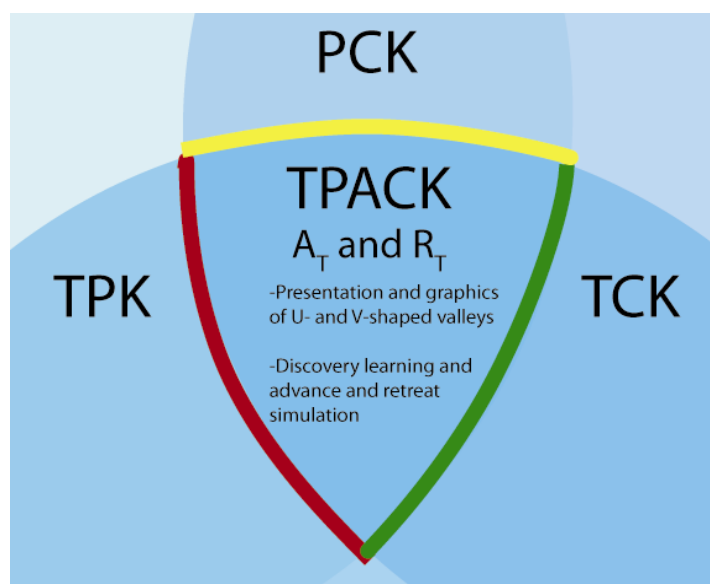 PCK
TPACK
A_T and R_T
TPK
TCK
-Presentation and graphics
of U- and V-shaped valleys
-Discovery learning and
advance and retreat
simulation